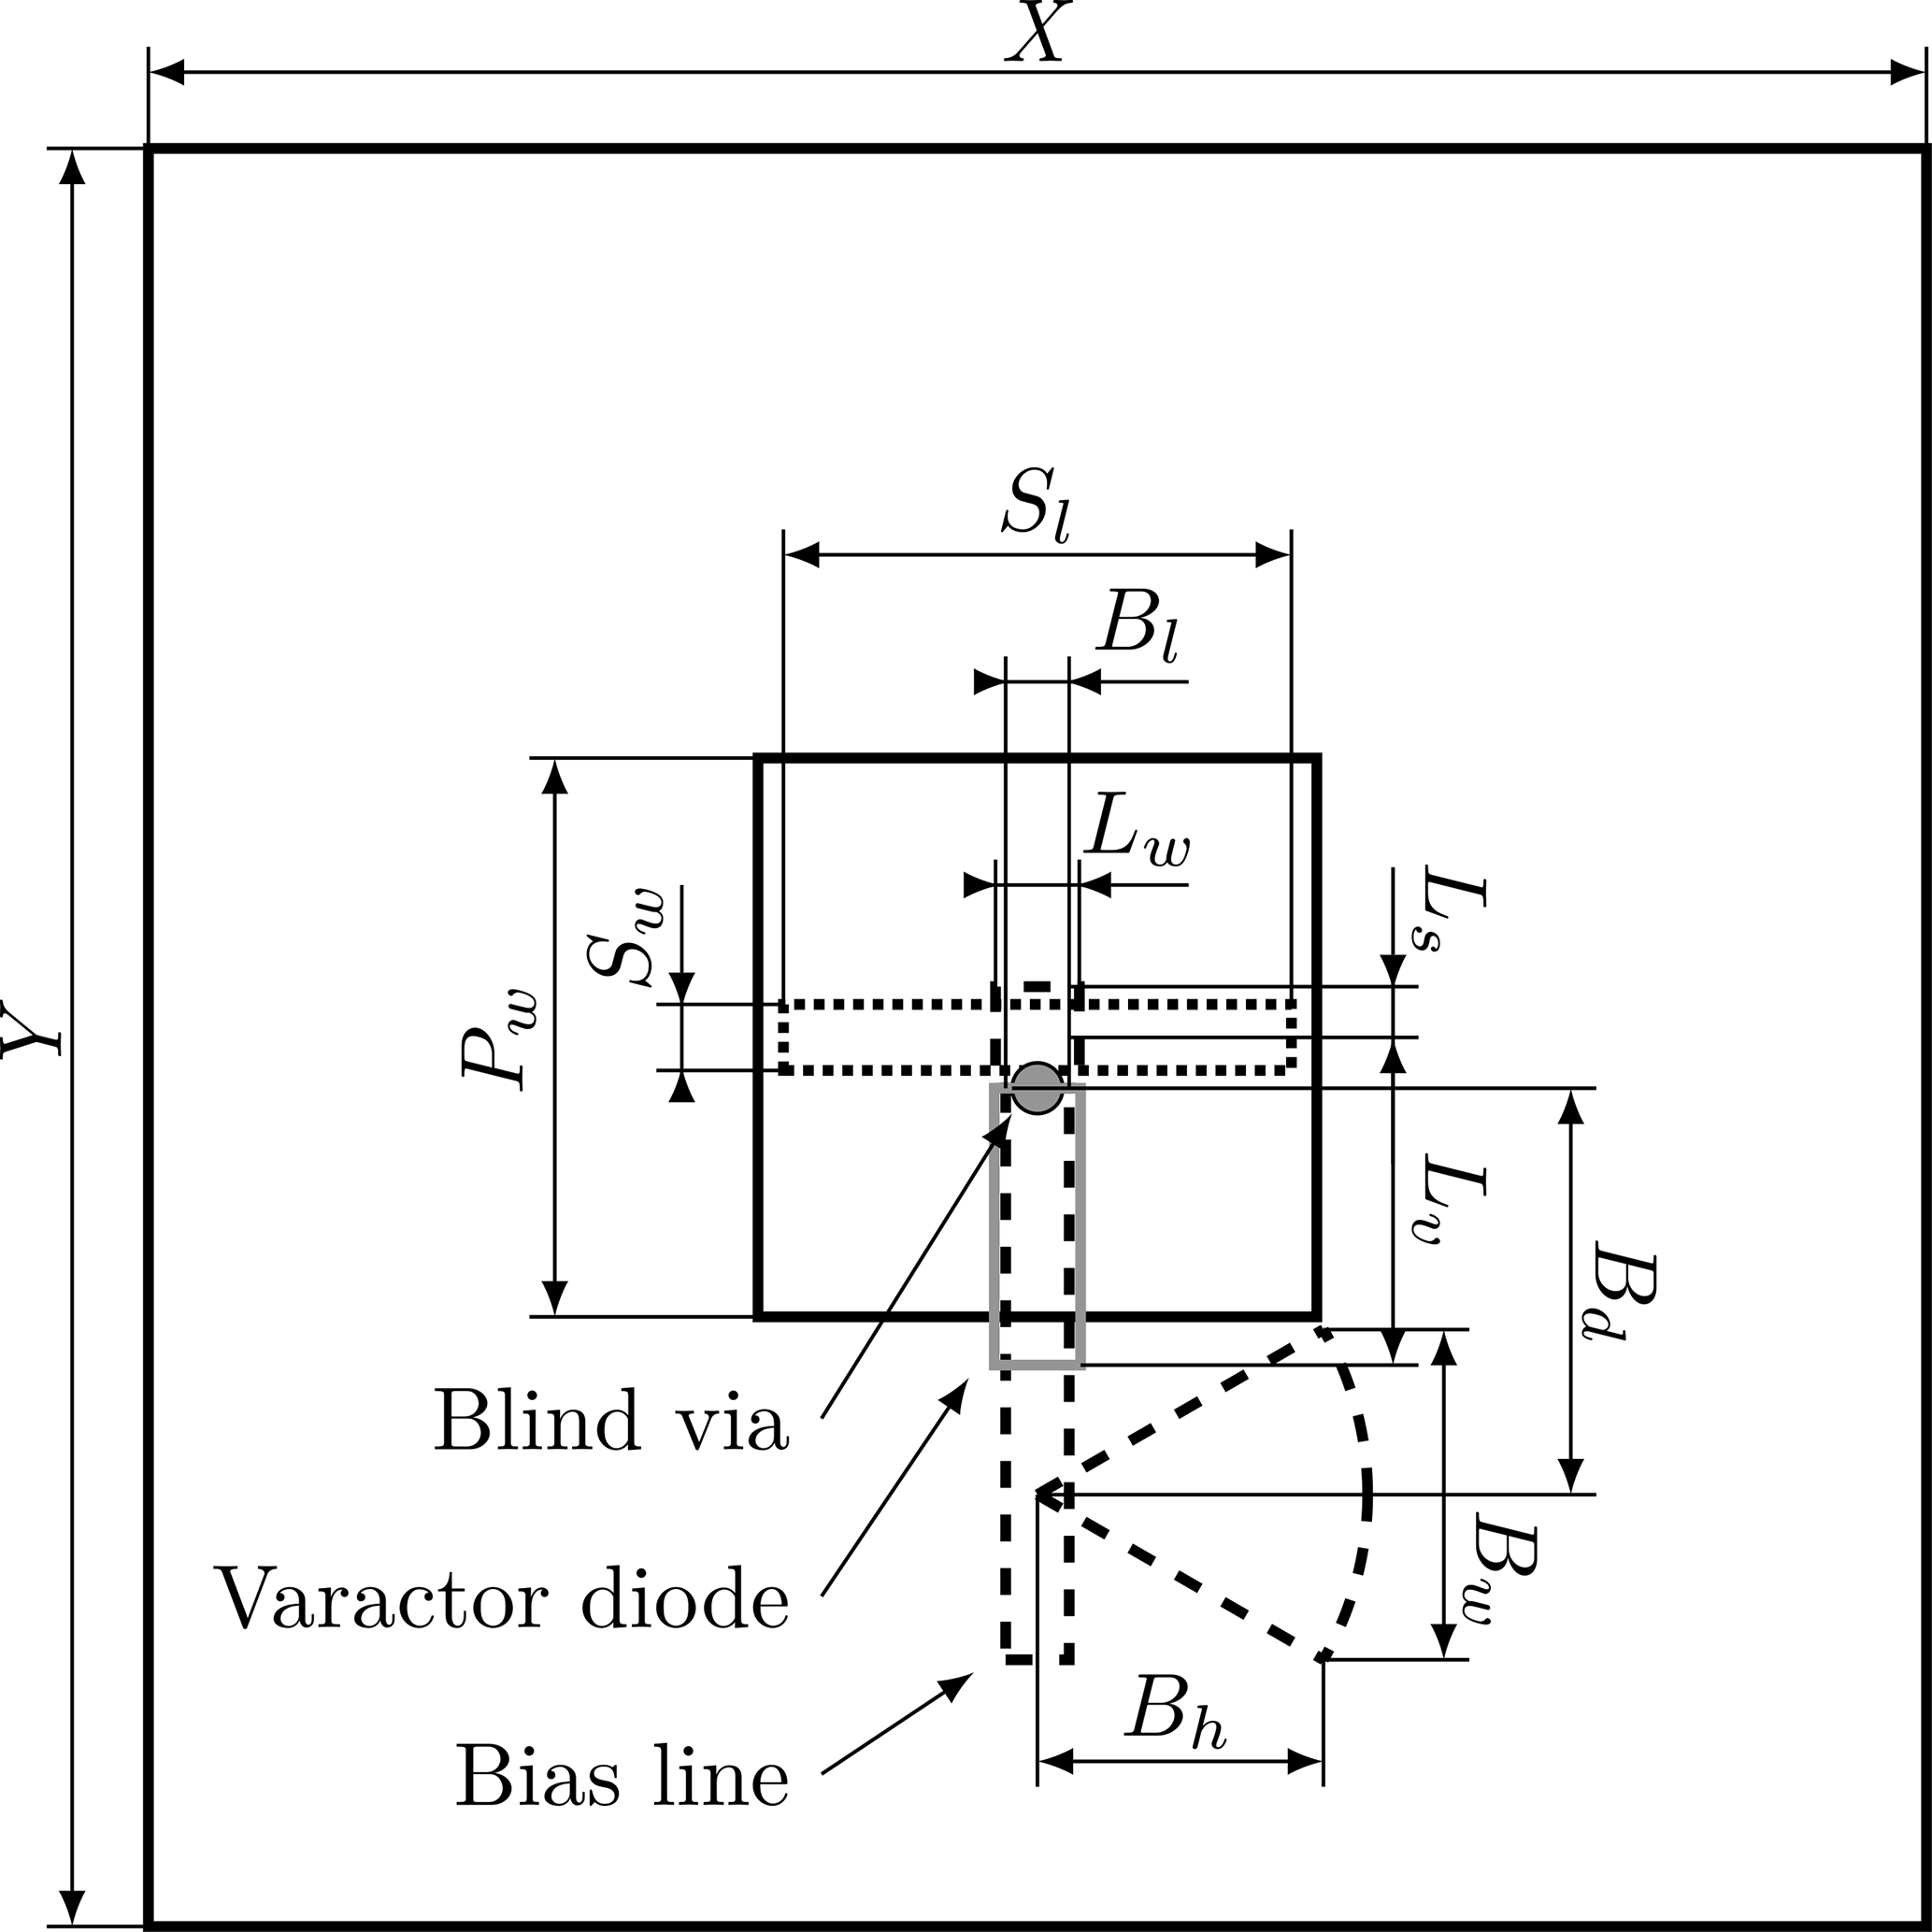 X
S_l
B_l
L_w
L_s
S_w
P_w
Y
L_v
B_d
Blind via
B_w
Varactor diode
B_h
Bias line